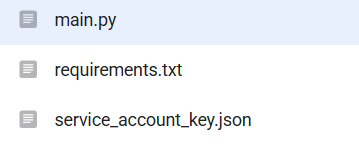 main.py
requirements.txt
service_account_key.json